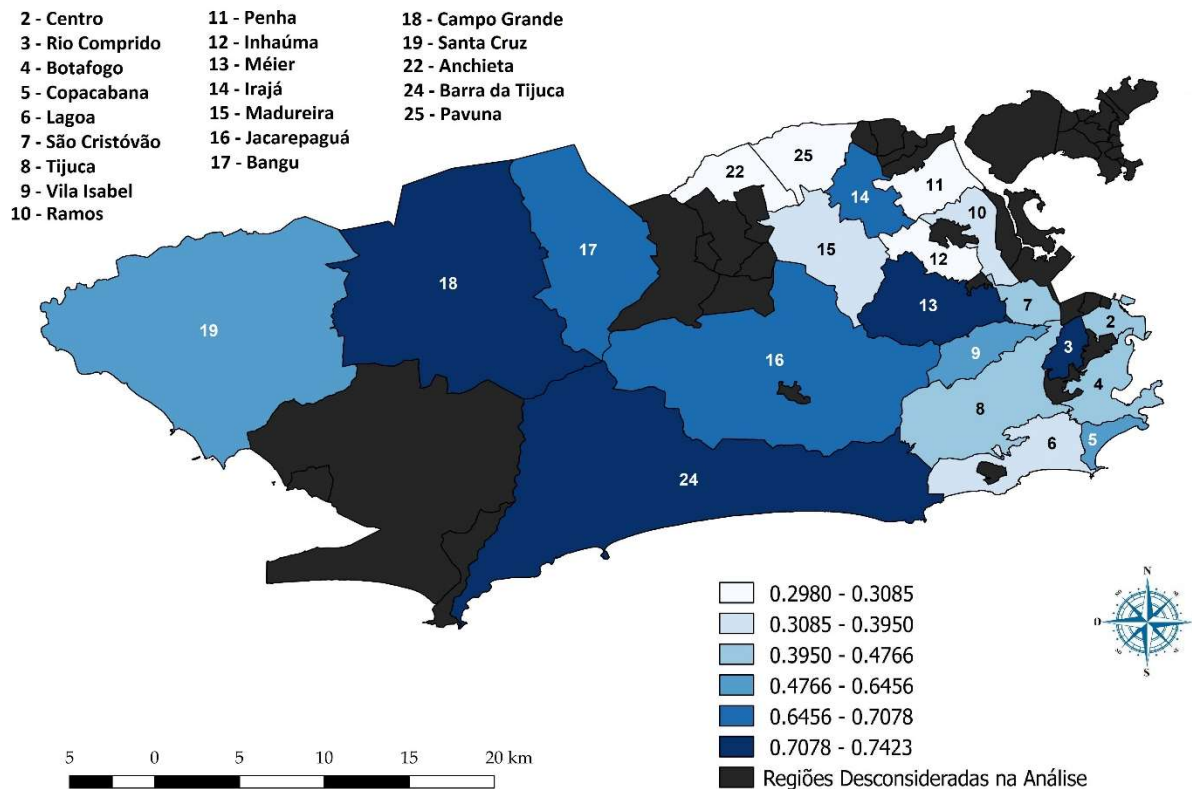 2 - Centro
3 - Rio Comprido
4 - Botafogo
5 - Copacabana
6 - Lagoa
7 - São Cristóvão
8 - Tijuca
9 - Vila Isabel
10 - Ramos
11 - Penha
12 - Inhaúma
13 - Méier
14 - Irajá
15 - Madureira
16 - Jacarepaguá
17 - Bangu
18 - Campo Grande
19 - Santa Cruz
22 - Anchieta
24 - Barra da Tijuca
25 - Pavuna
25
22
11
14
10
17
15
12
18
13
7
2
19
3
9
16
4
8
5
6
24
0.2980 - 0.3085
0.3085 - 0.3950
0.3950 - 0.4766
0.4766 - 0.6456
0.6456 - 0.7078
0.7078 - 0.7423
Regiões Desconsideradas na Análise
N
O
S
5 0 5 10 15 20 km